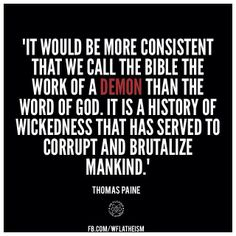 'IT WOULD BE MORE CONSISTENT
THAT WE CALL THE BIBLE THE
WORK OF A DEMON THAN THE
WORD OF GOD. IT IS A HISTORY OF
WICKEDNESS THAT HAS SERVED TO
CORRUPT AND BRUTALIZE
MANKIND.'
THOMAS PAINE
FB.COM/WFLATHEISM